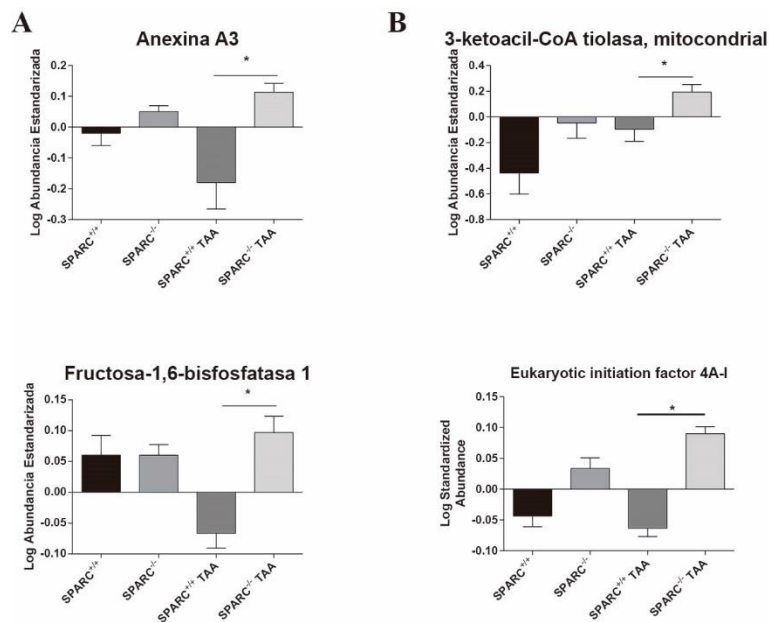 A
Anexina A3
Log Abundancia Estandarizada
0.2
0.1
0.0
-0.1
-0.2
-0.3
*
SPARC+/+
SPARC-/-
SPARC+/+ TAA
SPARC-/- TAA
B
3-ketoacil-CoA tiolasa, mitocondrial
Log Abundancia Estandarizada
0.4
0.2
0.0
-0.2
-0.4
-0.6
-0.8
*
SPARC+/+
SPARC-/-
SPARC+/+ TAA
SPARC-/- TAA
Fructosa-1,6-bisfosfatasa 1
Log Abundancia Estandarizada
0.15
0.10
0.05
0.00
-0.05
-0.10
*
SPARC+/+
SPARC-/-
SPARC+/+ TAA
SPARC-/- TAA
Eukaryotic initiation factor 4A-I
Log Standardized
Abundance
0.15
0.10
0.05
0.00
-0.05
-0.10
*
SPARC+/+
SPARC-/-
SPARC+/+ TAA
SPARC-/- TAA